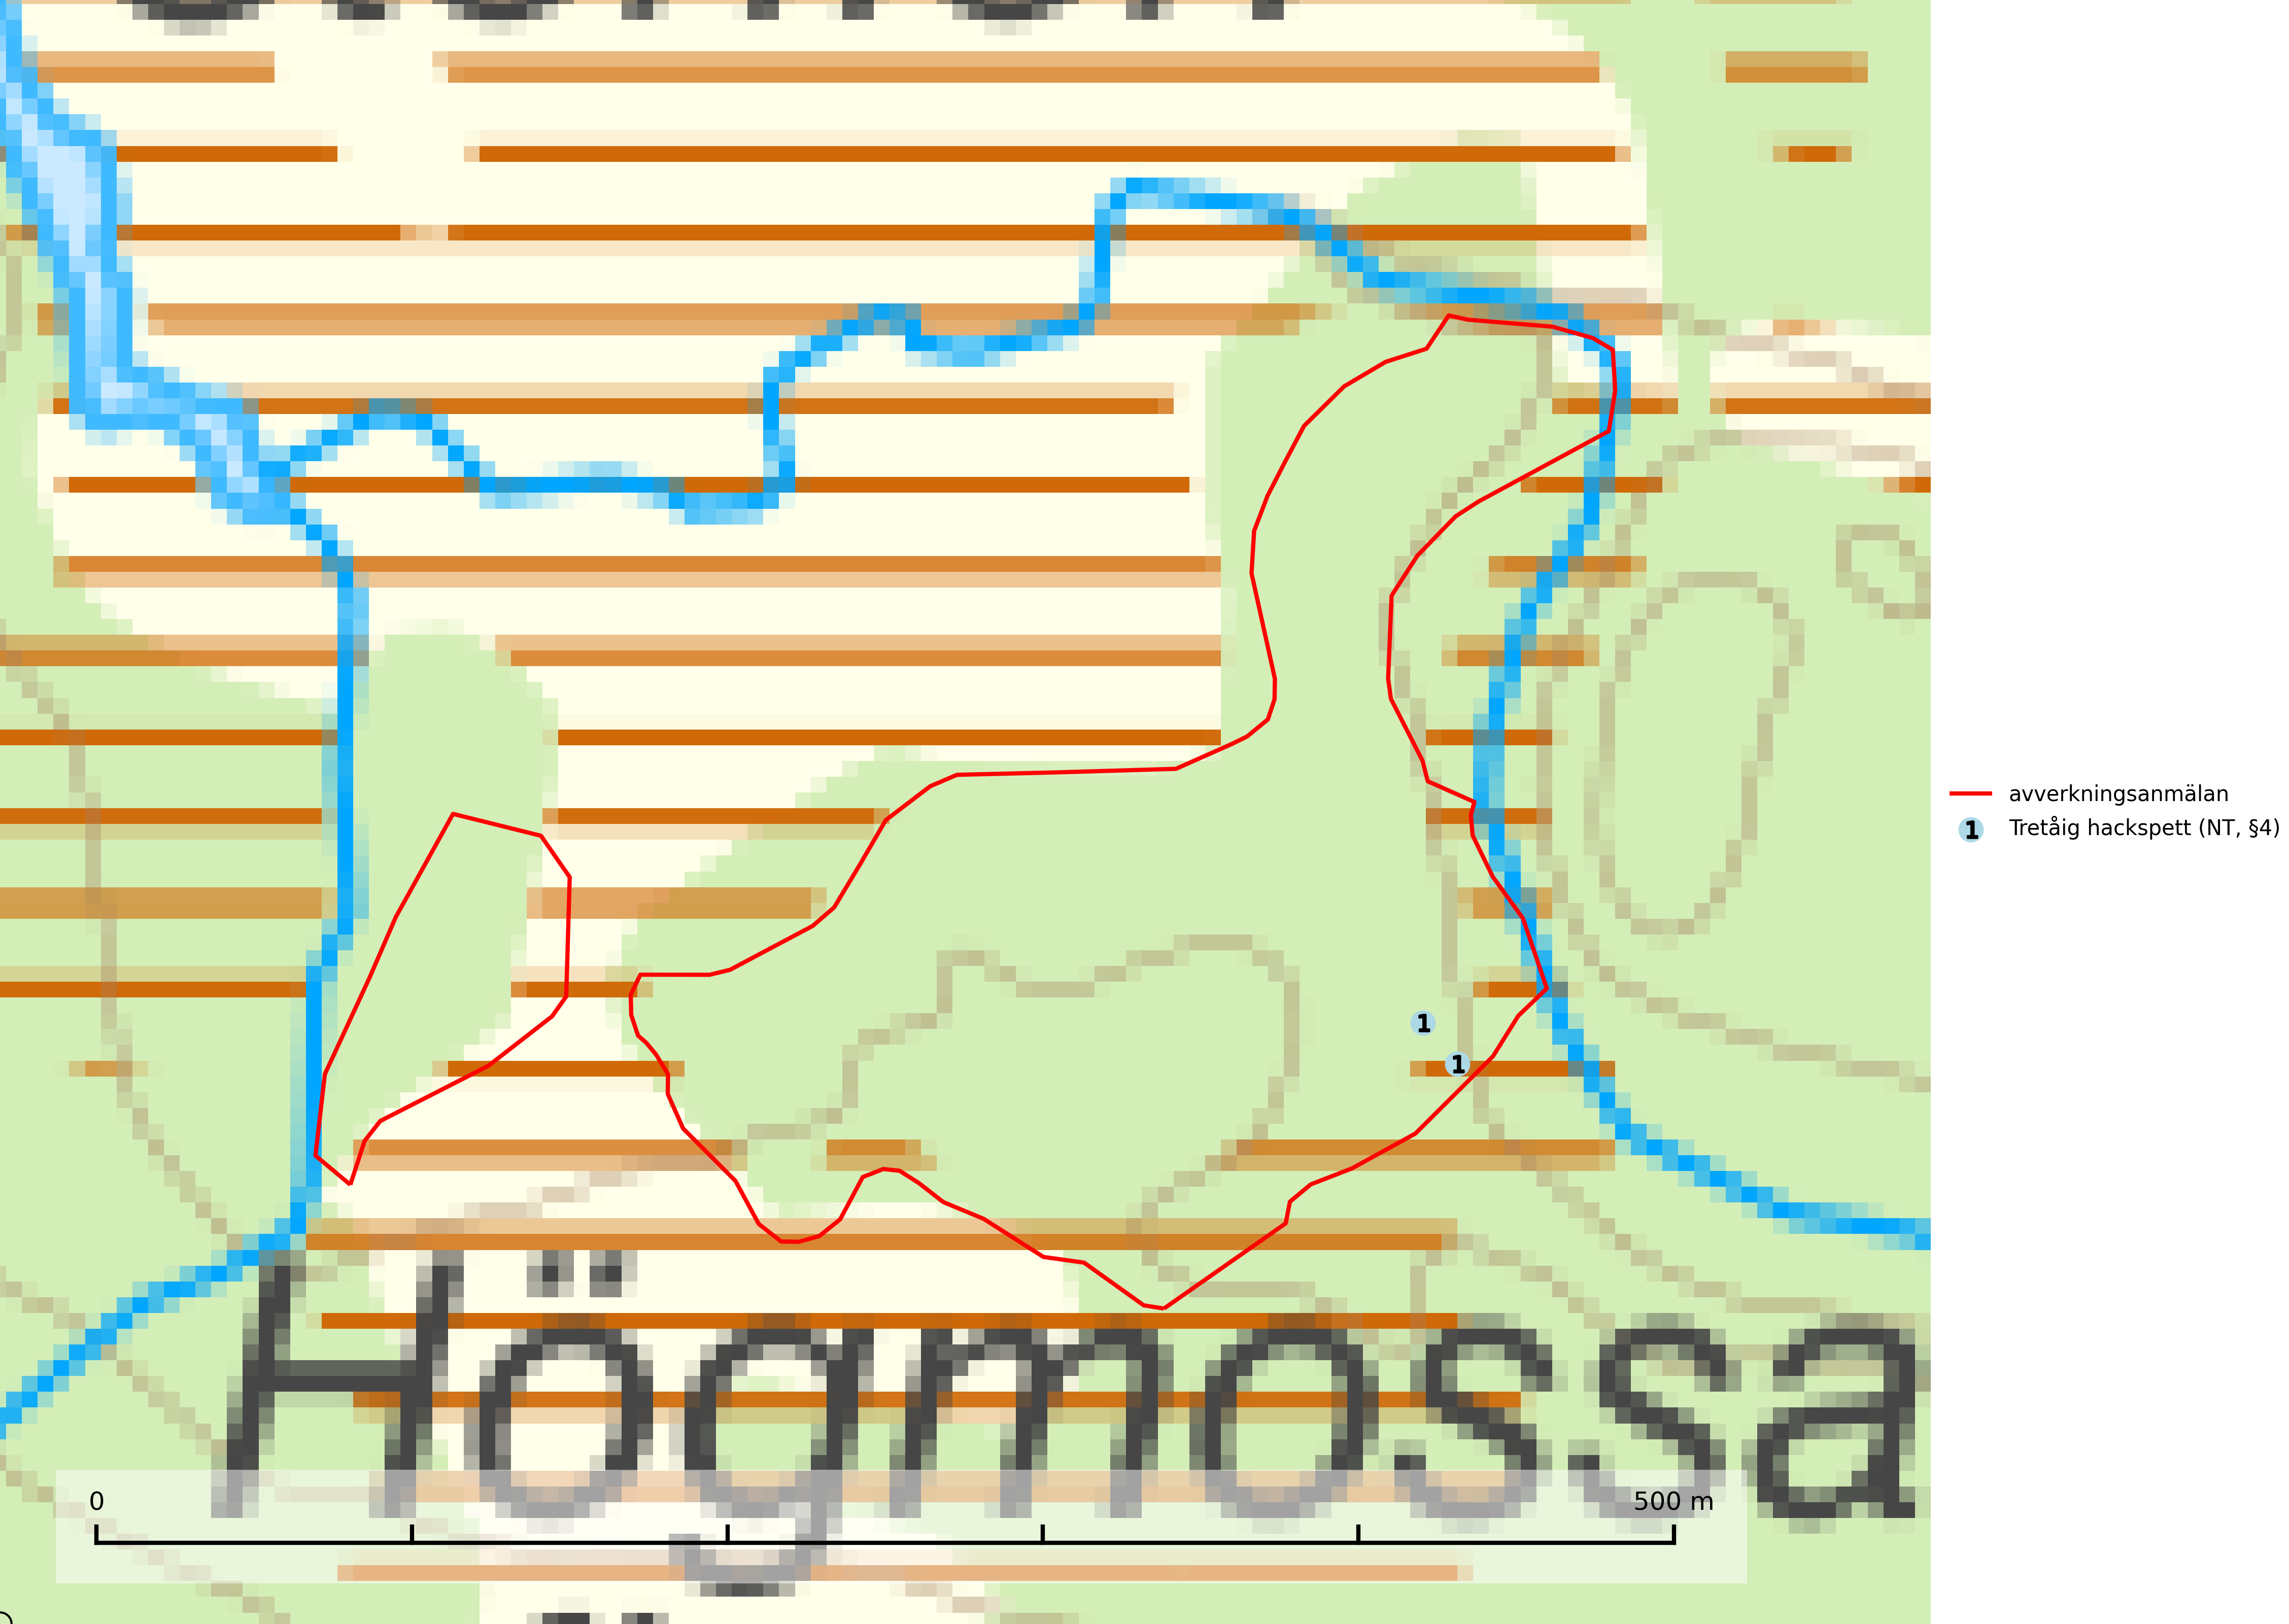 avverkningsanmälan
1 Tretåig hackspett (NT, §4)
1
1
Högmossa
0 500 m